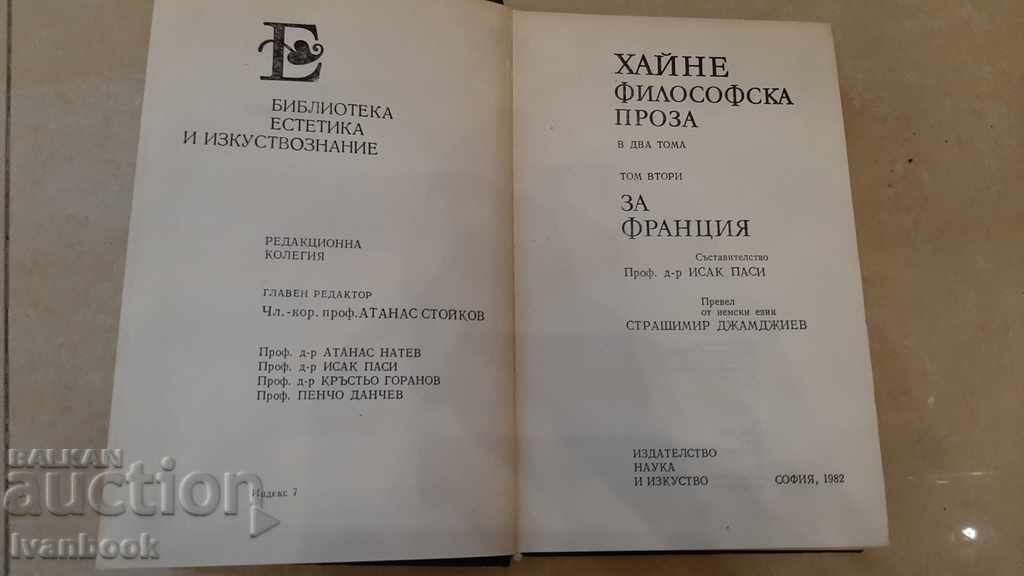 Е
БИБЛИОТЕКА
ЕСТЕТИКА
И ИЗКУСТВОЗНАНИЕ
РЕДАКЦИОННА
КОЛЕГИЯ
ГЛАВЕН РЕДАКТОР
Чл.-кор. проф. АТАНАС СТОЙКОВ
Проф. д-р АТАНАС НАТЕВ
Проф. д-р ИСАК ПАСИ
Проф. д-р КРЪСТЬО ГОРАНОВ
Проф. ПЕНЧО ДАНЧЕВ
Индекс 7
ХАЙНЕ
ФИЛОСОФСКА
ПРОЗА
В ДВА ТОМА
ТОМ ВТОРИ
ЗА
ФРАНЦИЯ
Съставителство
Проф. д-р ИСАК ПАСИ
Превел
от немски език
СТРАШИМИР ДЖАМДЖИЕВ
ИЗДАТЕЛСТВО
НАУКА
И ИЗКУСТВО
СОФИЯ, 1982
BALKAN
auction
Ivanbook